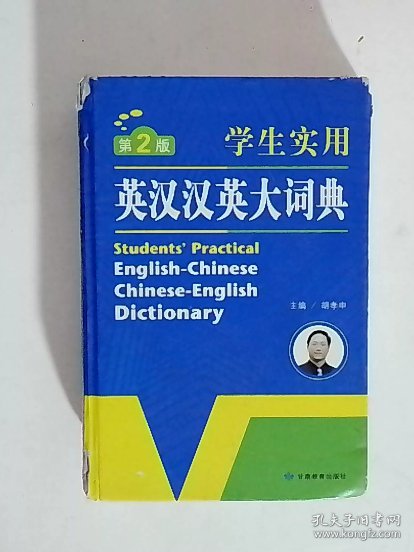 第2版
学生实用
英汉汉英大词典
Students' Practical
English-Chinese
Chinese-English
Dictionary
主编 / 胡孝申
甘肃教育出版社
孔夫子旧书网
book.kongfz.com